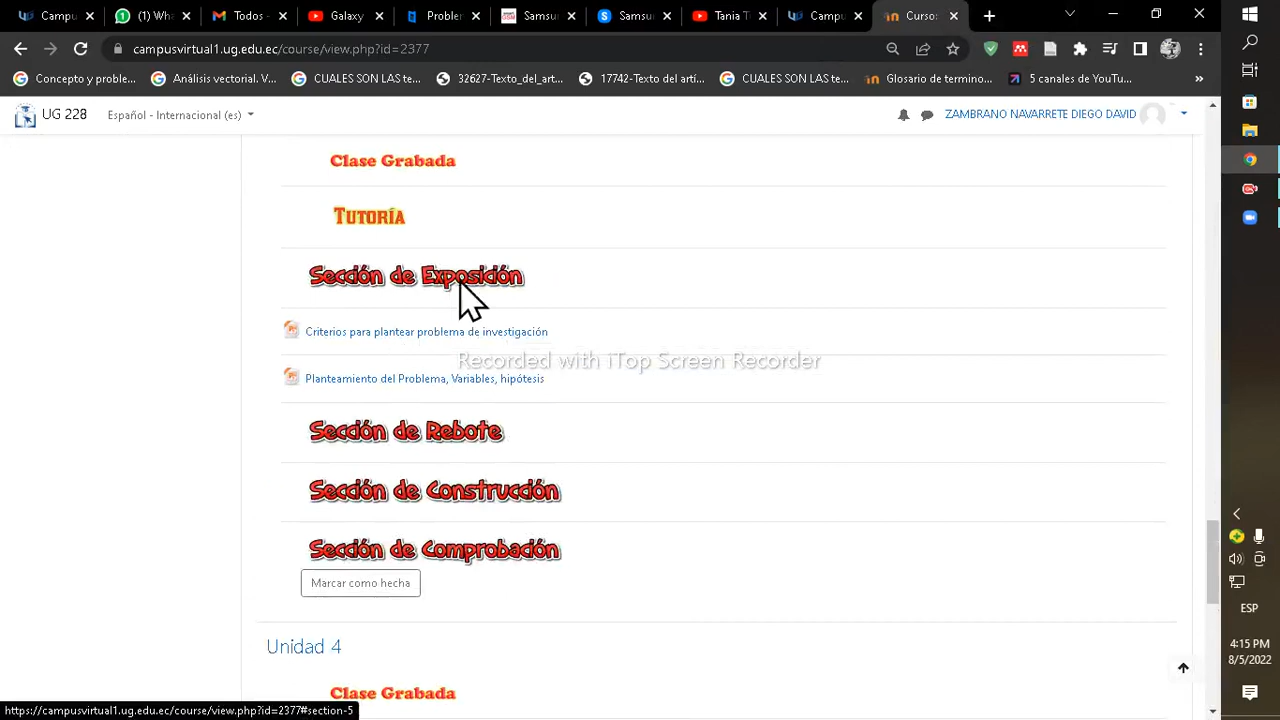 Campu
(1) Wha
Todos -
Galaxy
Problem
Samsun
Samsun
Tania T
Campu
Curso:
campusvirtual1.ug.edu.ec/course/view.php?id=2377
Concepto y proble...
Análisis vectorial. V...
CUALES SON LAS te...
32627-Texto_del_art...
17742-Texto del artí...
CUALES SON LAS te...
Glosario de termino...
5 canales de YouTu...
UG 228
Español - Internacional (es)
ZAMBRANO NAVARRETE DIEGO DAVID
Clase Grabada
Tutoría
Sección de Exposición
Criterios para plantear problema de investigación
Recorded with iTop Screen Recorder
Planteamiento del Problema, Variables, hipótesis
Sección de Rebote
Sección de Construcción
Sección de Comprobación
Marcar como hecha
Unidad 4
Clase Grabada
https://campusvirtual1.ug.edu.ec/course/view.php?id=2377#section-5
ESP
4:15 PM
8/5/2022